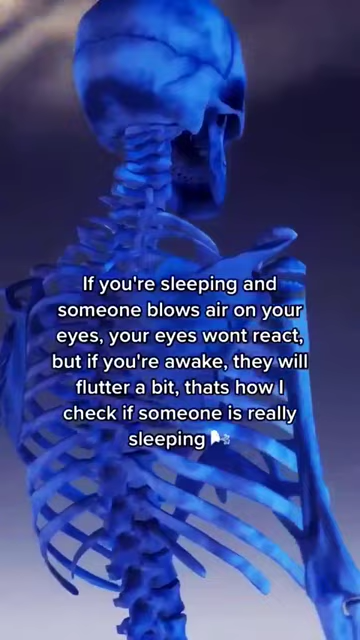 If you're sleeping and
someone blows air on your
eyes, your eyes wont react,
but if you're awake, they will
flutter a bit, thats how I
check if someone is really
sleeping 🌬️